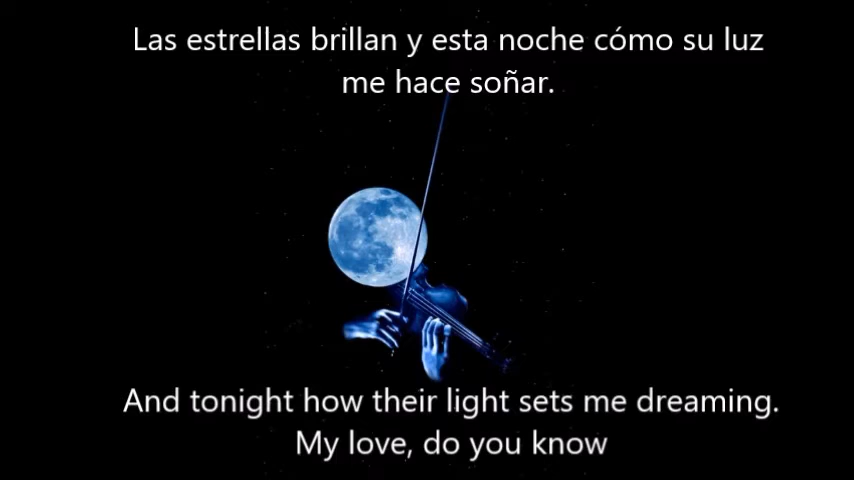 Las estrellas brillan y esta noche cómo su luz
me hace soñar.
And tonight how their light sets me dreaming.
My love, do you know